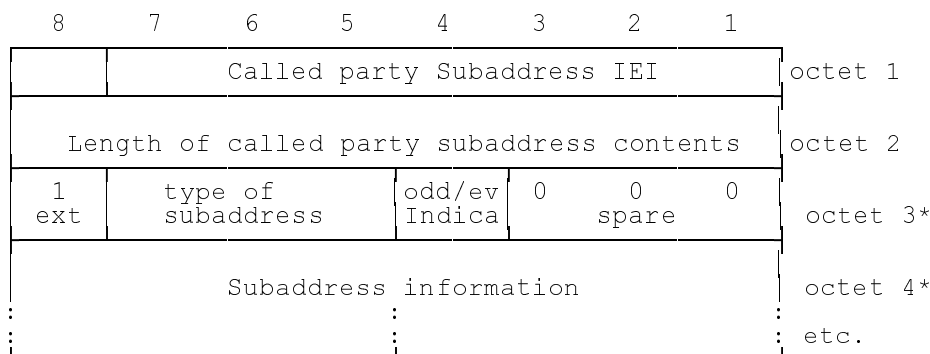 8 7 6 5 4 3 2 1
Called party Subaddress IEI octet 1
Length of called party subaddress contents octet 2
1 type of odd/ev 0 0 0
ext subaddress Indica spare octet 3*
Subaddress information octet 4*
: : : etc.